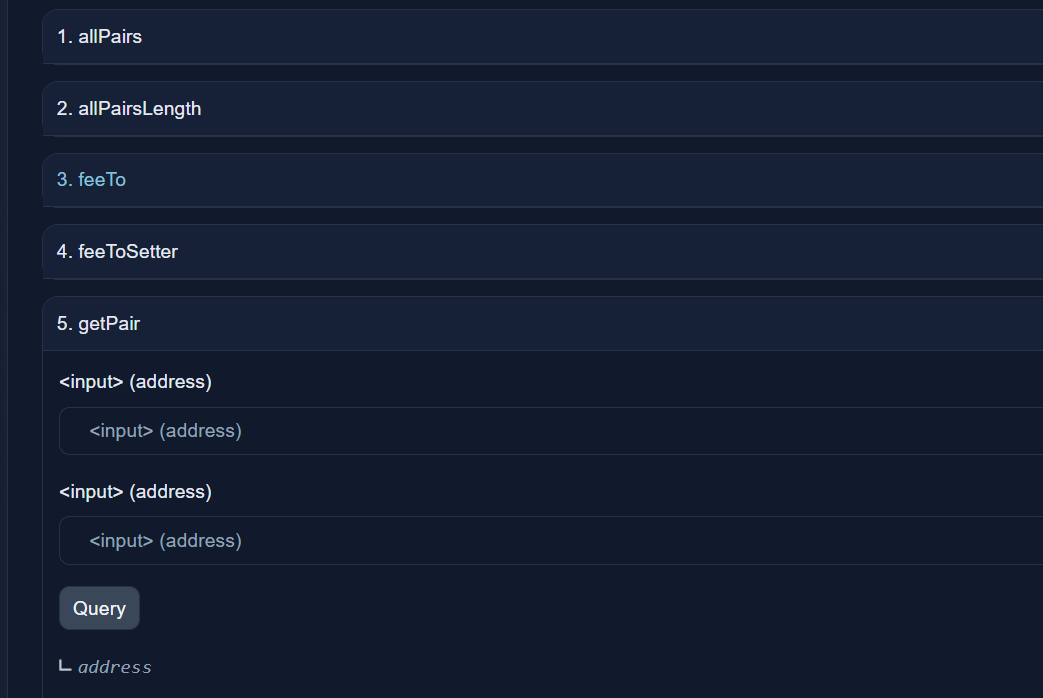 1. allPairs
2. allPairsLength
3. feeTo
4. feeToSetter
5. getPair
<input> (address)
<input> (address)
<input> (address)
<input> (address)
Query
address